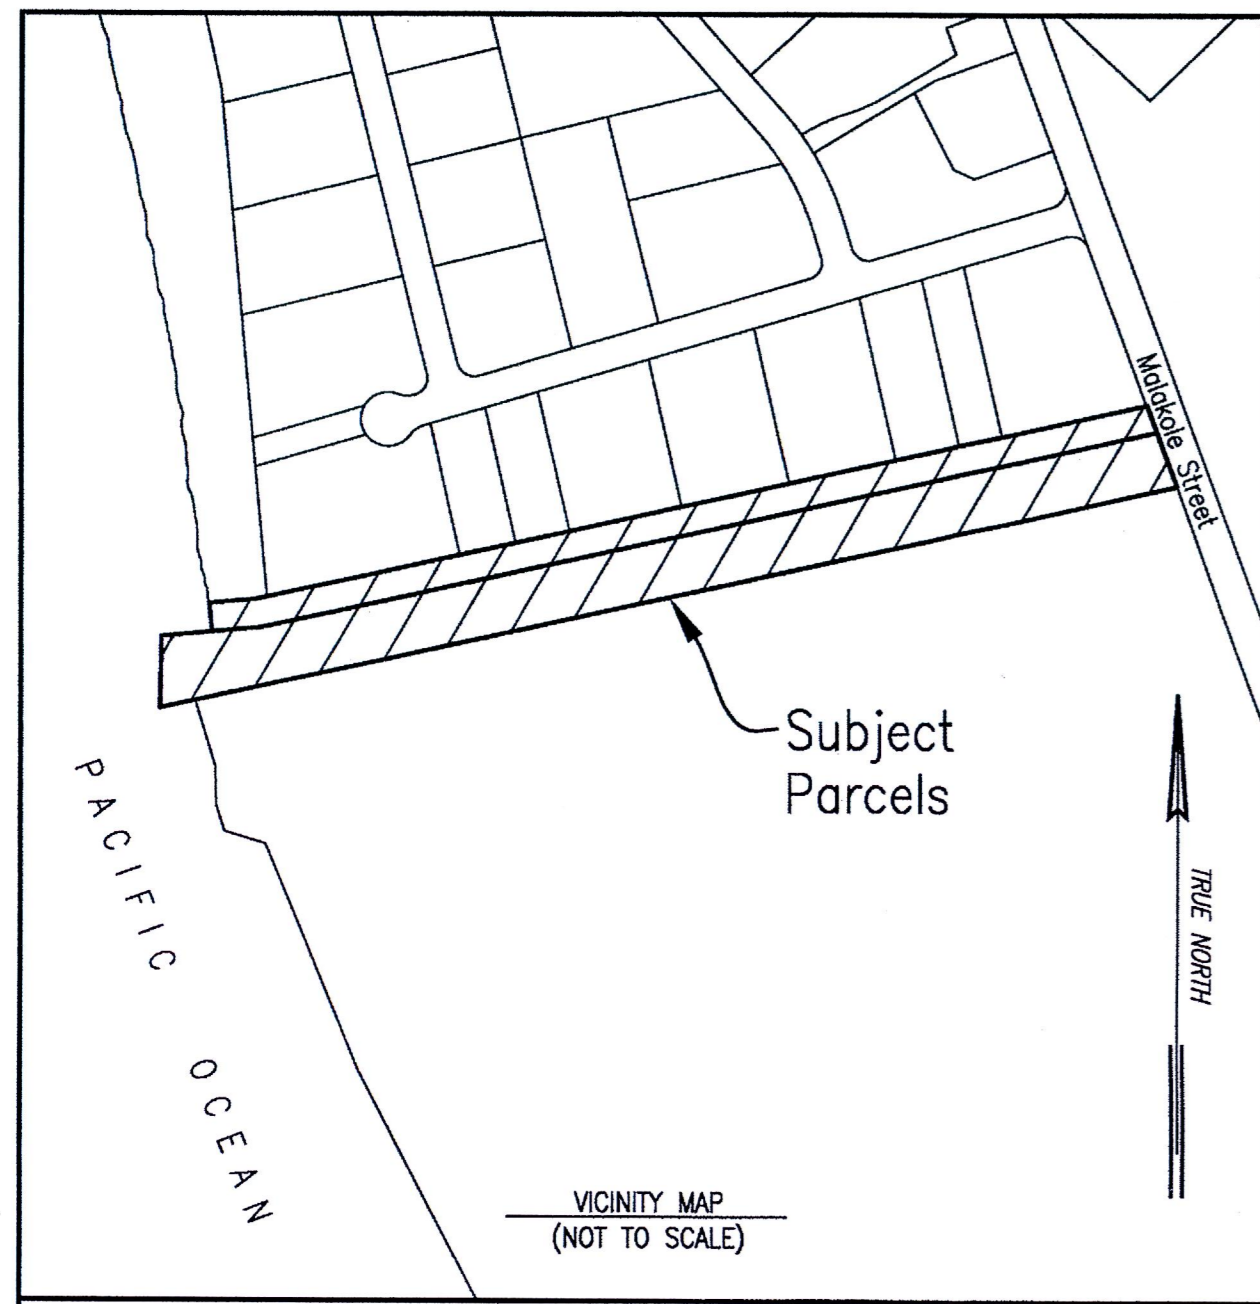 Malakole Street
Subject
Parcels
PACIFIC OCEAN
TRUE NORTH
VICINITY MAP
(NOT TO SCALE)